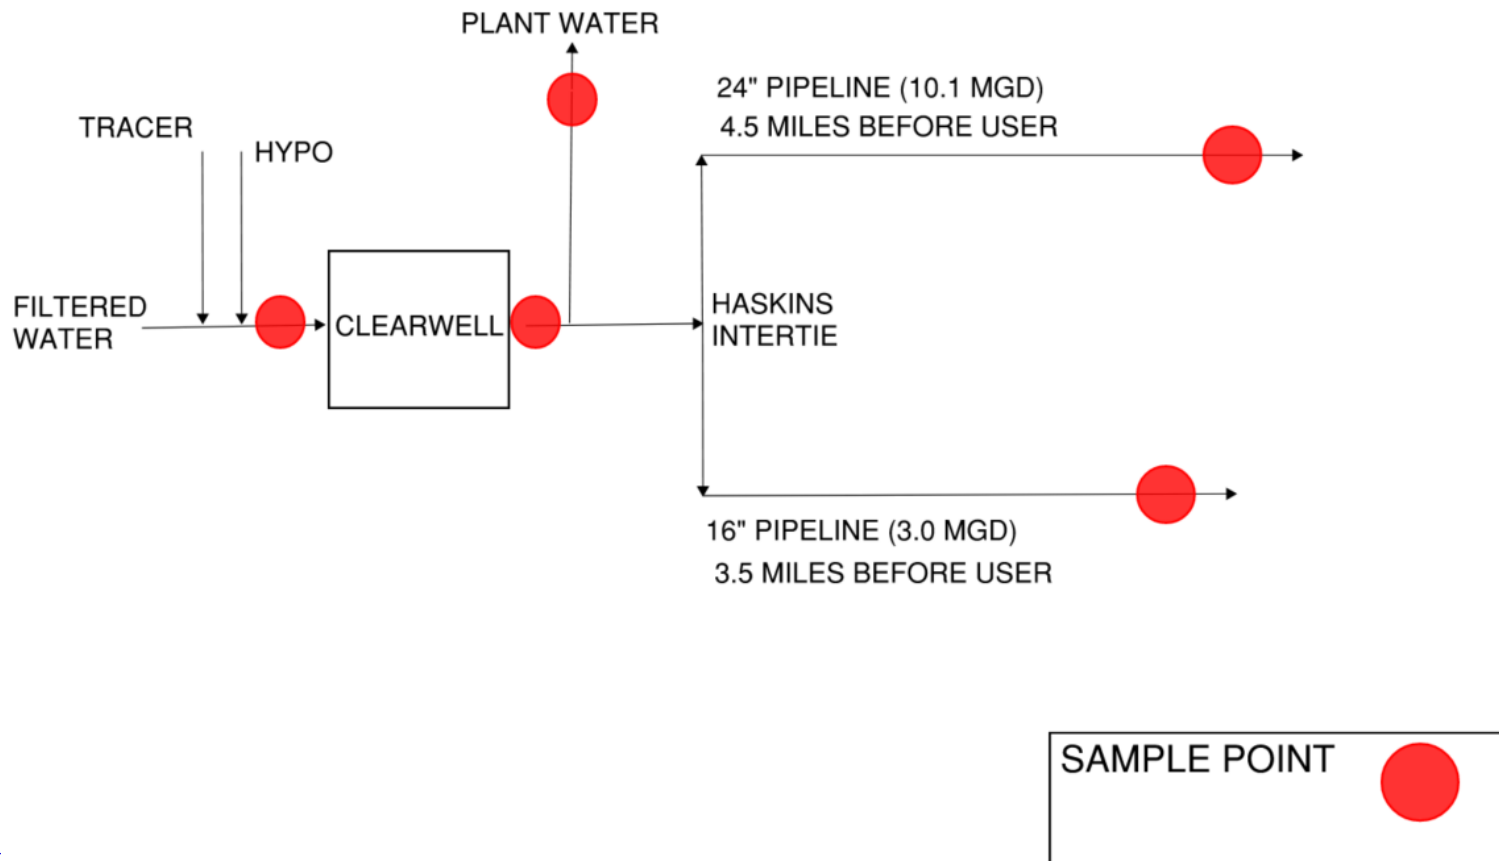 PLANT WATER
24" PIPELINE (10.1 MGD)
4.5 MILES BEFORE USER
TRACER
HYPO
FILTERED
WATER
CLEARWELL
HASKINS
INTERTIE
16" PIPELINE (3.0 MGD)
3.5 MILES BEFORE USER
SAMPLE POINT